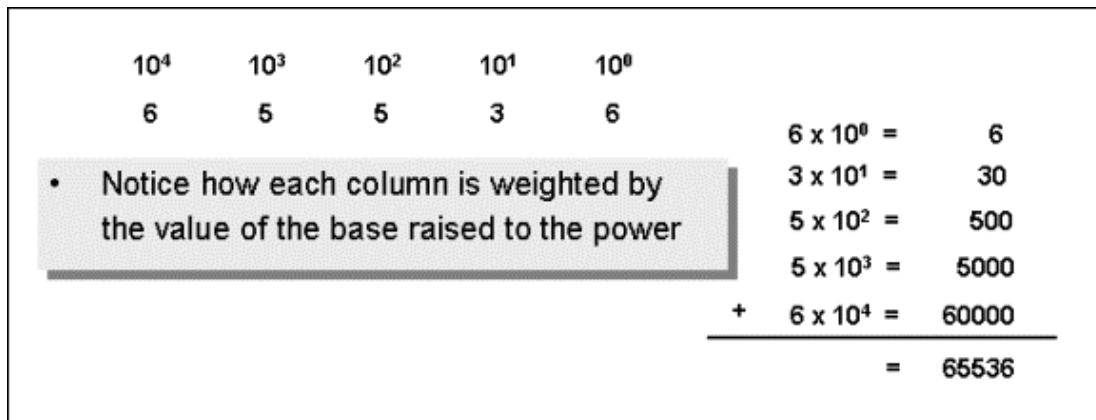 10⁴ 10³ 10² 10¹ 10⁰
6 5 5 3 6
• Notice how each column is weighted by
the value of the base raised to the power
6 x 10⁰ = 6
3 x 10¹ = 30
5 x 10² = 500
5 x 10³ = 5000
+ 6 x 10⁴ = 60000
= 65536